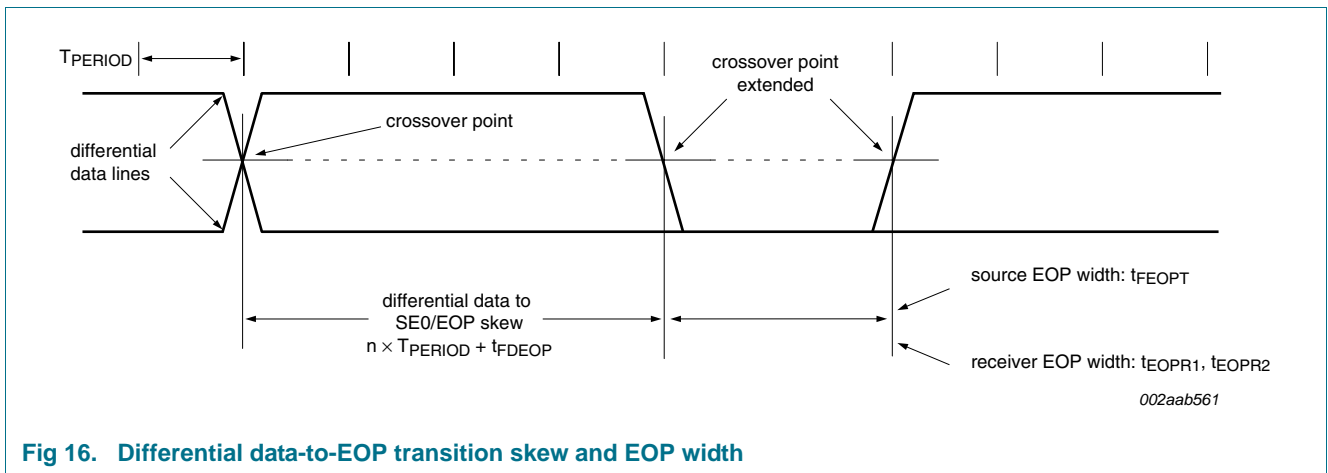 TPERIOD
crossover point
extended
crossover point
differential
data lines
differential data to
SE0/EOP skew
n × TPERIOD + tFDEOP
source EOP width: tFEOPT
receiver EOP width: tEOPR1, tEOPR2
002aab561
Fig 16. Differential data-to-EOP transition skew and EOP width